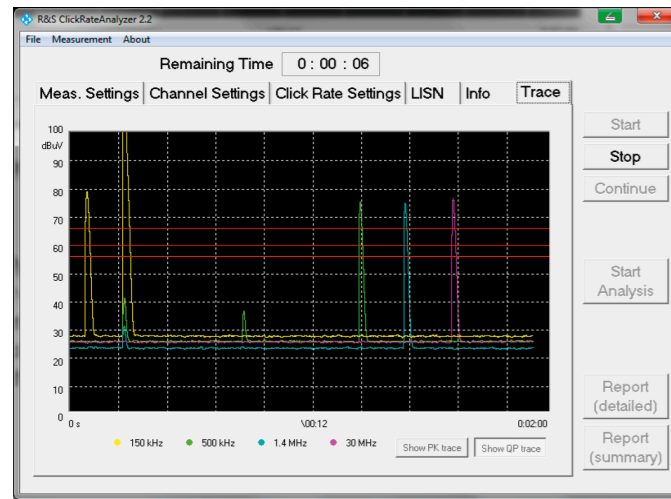 R&S ClickRateAnalyzer 2.2
File Measurement About
Remaining Time 0 : 00 : 06
Meas. Settings Channel Settings Click Rate Settings LISN Info Trace
100
dBuV
90
80
70
60
50
40
30
20
10
0
0 s \00:12 0:02:00
150 kHz 500 kHz 1.4 MHz 30 MHz
Show PK trace Show QP trace
Start
Stop
Continue
Start
Analysis
Report
(detailed)
Report
(summary)